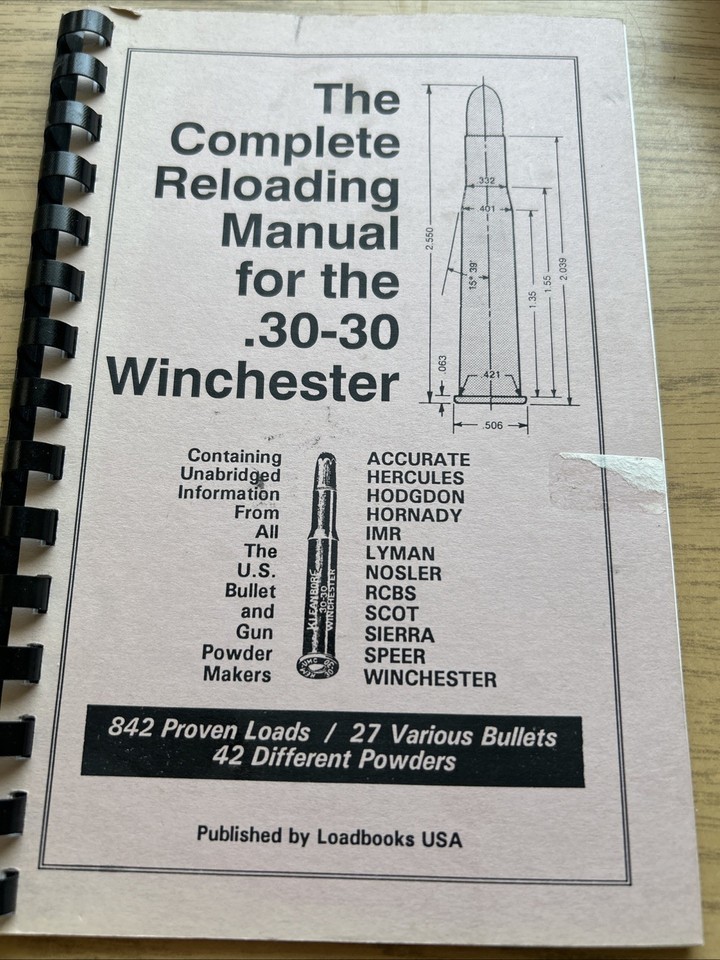 The
Complete
Reloading
Manual
for the
.30-30
Winchester
.332
.401
2.550
15° 39'
1.35
1.55
2.039
.063
.421
.506
Containing
Unabridged
Information
From
All
The
U.S.
Bullet
and
Gun
Powder
Makers
KLEANBORE
30-30
WINCHESTER
ACCURATE
HERCULES
HODGDON
HORNADY
IMR
LYMAN
NOSLER
RCBS
SCOT
SIERRA
SPEER
WINCHESTER
842 Proven Loads / 27 Various Bullets
42 Different Powders
Published by Loadbooks USA